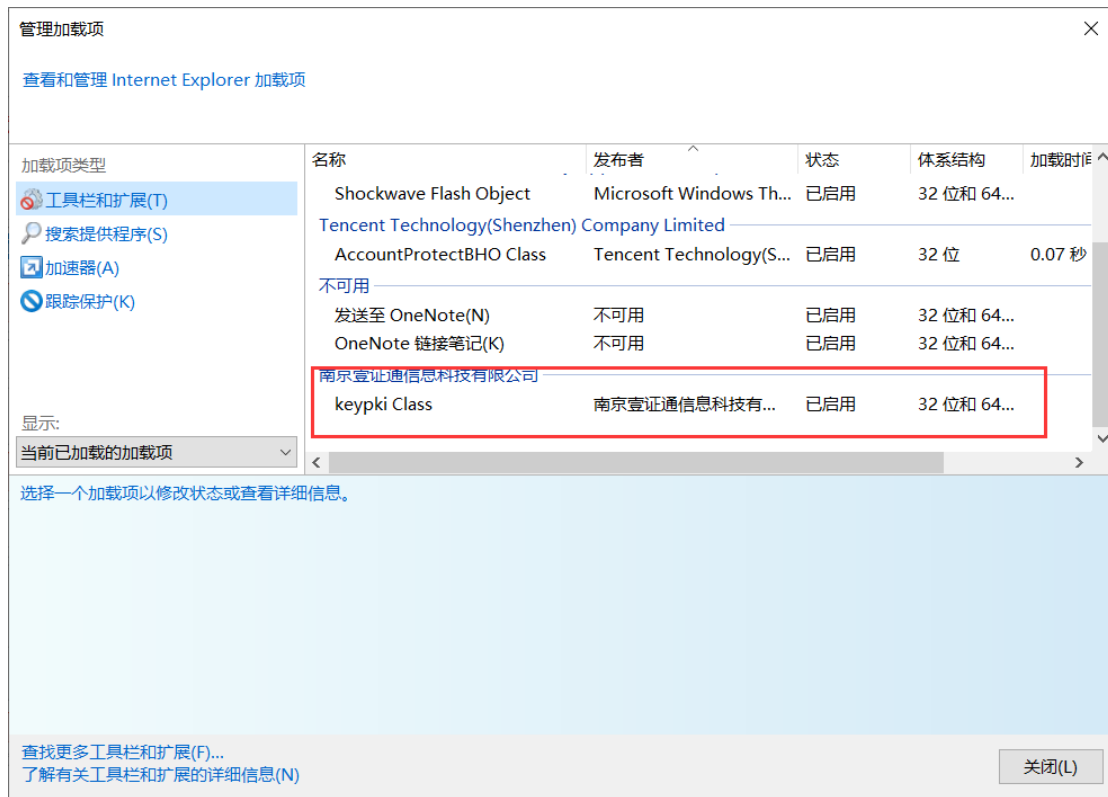 管理加载项
查看和管理 Internet Explorer 加载项
加载项类型
工具栏和扩展(T)
搜索提供程序(S)
加速器(A)
跟踪保护(K)
显示:
当前已加载的加载项
名称 发布者 状态 体系结构 加载时间
Shockwave Flash Object Microsoft Windows Th... 已启用 32 位和 64...
Tencent Technology(Shenzhen) Company Limited
AccountProtectBHO Class Tencent Technology(S... 已启用 32 位 0.07 秒
不可用
发送至 OneNote(N) 不可用 已启用 32 位和 64...
OneNote 链接笔记(K) 不可用 已启用 32 位和 64...
南京壹证通信息科技有限公司
keypki Class 南京壹证通信息科技有... 已启用 32 位和 64...
选择一个加载项以修改状态或查看详细信息。
查找更多工具栏和扩展(F)...
了解有关工具栏和扩展的详细信息(N)
关闭(L)